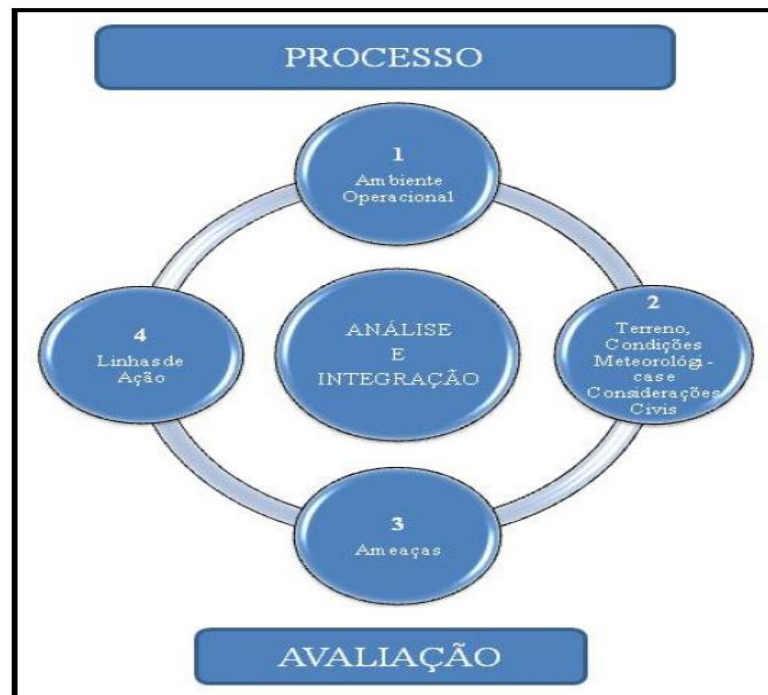 PROCESSO
1
Ambiente
Operacional
2
Terreno,
Condições
Meteorológi-
cas e
Considerações
Civis
ANÁLISE
E
INTEGRAÇÃO
4
Linhas de
Ação
3
Ameaças
AVALIAÇÃO